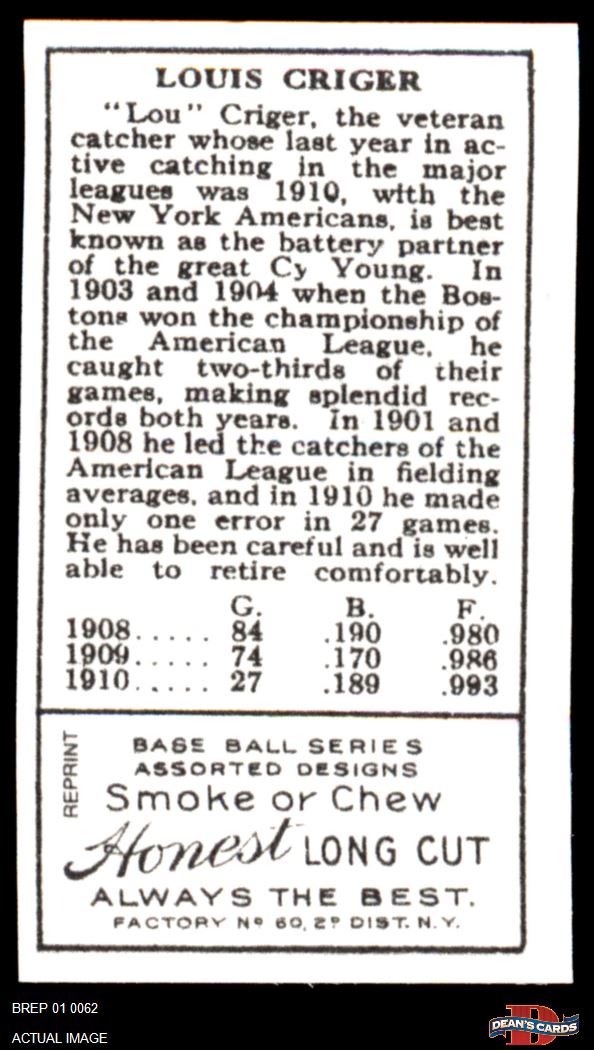 LOUIS CRIGER
"Lou" Criger, the veteran
catcher whose last year in ac-
tive catching in the major
leagues was 1910, with the
New York Americans, is best
known as the battery partner
of the great Cy Young. In
1903 and 1904 when the Bos-
tons won the championship of
the American League, he
caught two-thirds of their
games, making splendid rec-
ords both years. In 1901 and
1908 he led the catchers of the
American League in fielding
averages, and in 1910 he made
only one error in 27 games.
He has been careful and is well
able to retire comfortably.
G. B. F.
1908..... 84 .190 .980
1909..... 74 .170 .986
1910..... 27 .189 .993
REPRINT
BASE BALL SERIES
ASSORTED DESIGNS
Smoke or Chew
Honest LONG CUT
ALWAYS THE BEST.
FACTORY Nº 60, 2ᴰ DIST. N.Y.
BREP 01 0062
ACTUAL IMAGE
D
DEAN'S CARDS